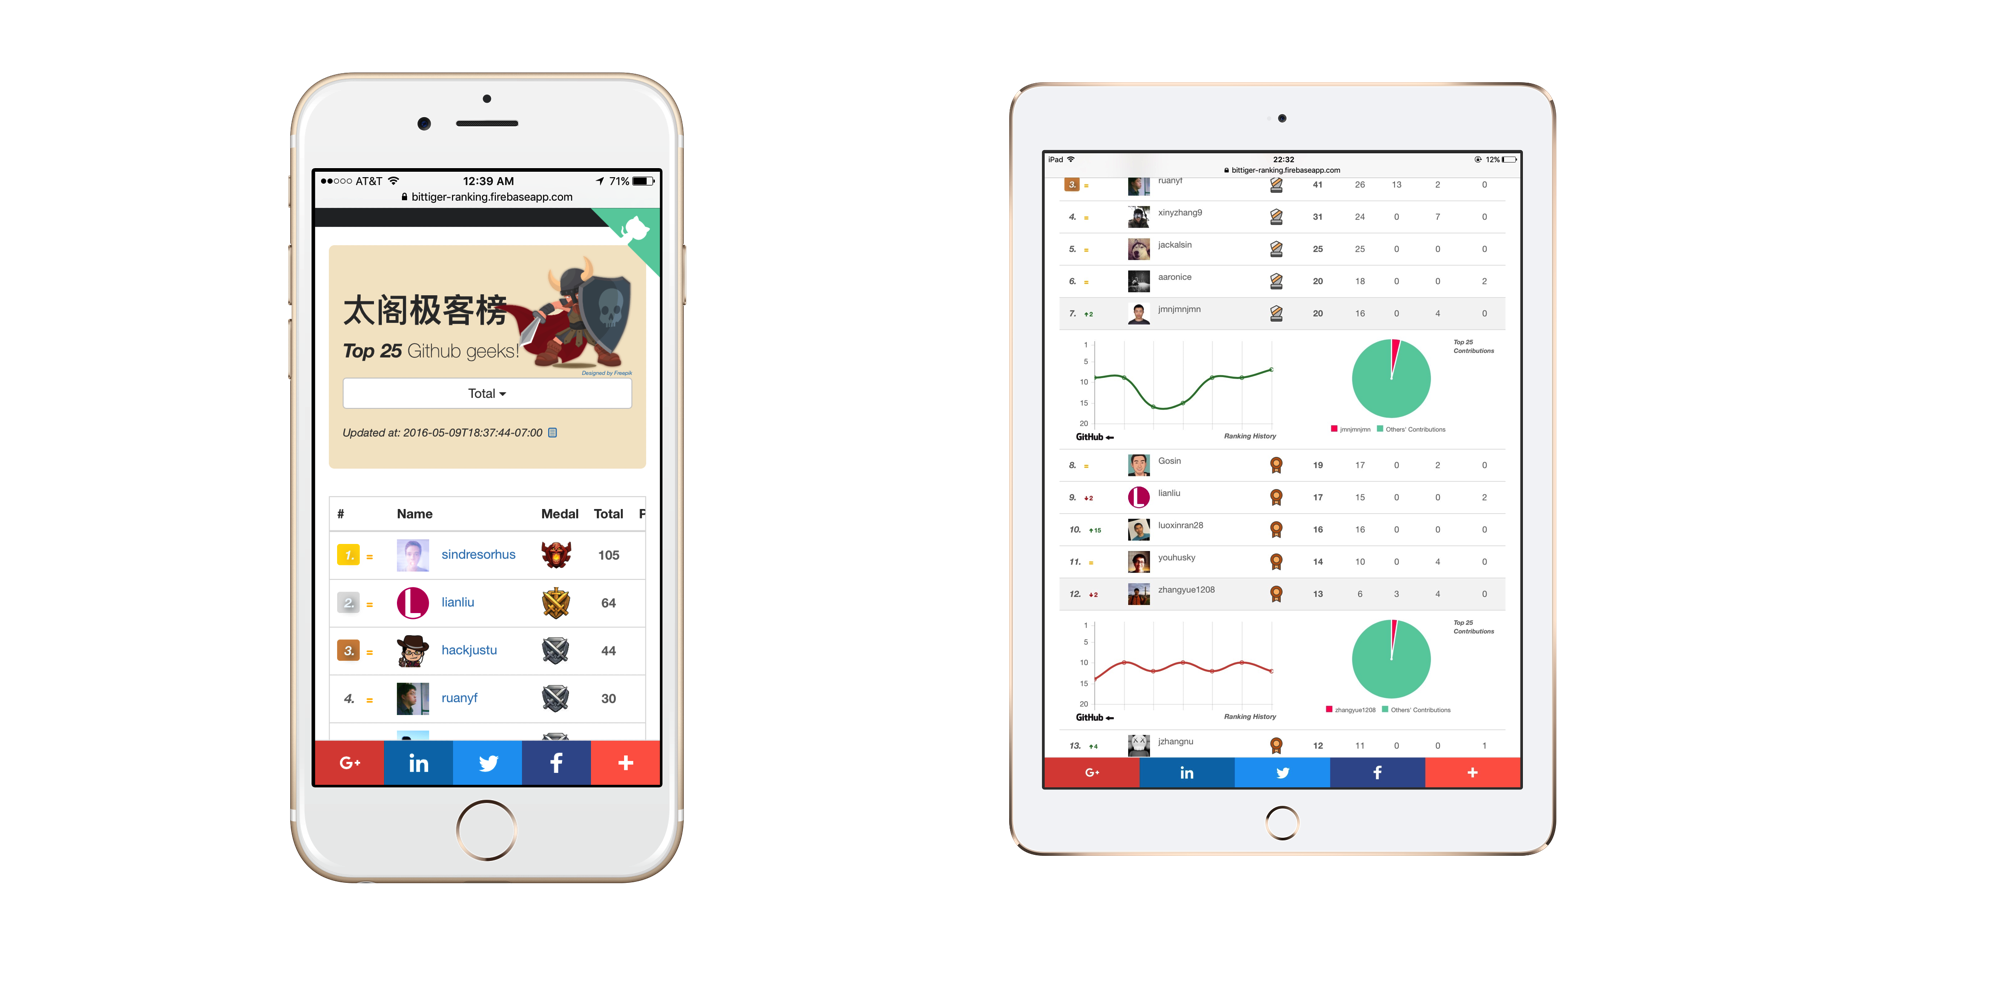 AT&T 12:39 AM 71%
bittiger-ranking.firebaseapp.com
太阁极客榜
Top 25 Github geeks!
Designed by Freepik
Total
Updated at: 2016-05-09T18:37:44-07:00
# Name Medal Total
1. = sindresorhus 105
2. = L lianliu 64
3. = hackjustu 44
4. = ruanyf 30
G+ in f +
iPad 22:32 12%
bittiger-ranking.firebaseapp.com
3. = ruanyf 41 26 13 2 0
4. = xinyzhang9 31 24 0 7 0
5. = jackalsin 25 25 0 0 0
6. = aaronice 20 18 0 0 2
7. 2 jmnjmnjmn 20 16 0 4 0
1
5
10
15
20
GitHub Ranking History
Top 25
Contributions
jmnjmnjmn Others' Contributions
8. = Gosin 19 17 0 2 0
9. 2 L lianliu 17 15 0 0 2
10. 15 luoxinran28 16 16 0 0 0
11. = youhusky 14 10 0 4 0
12. 2 zhangyue1208 13 6 3 4 0
1
5
10
15
20
GitHub Ranking History
Top 25
Contributions
zhangyue1208 Others' Contributions
13. 4 jzhangnu 12 11 0 0 1
G+ in f +